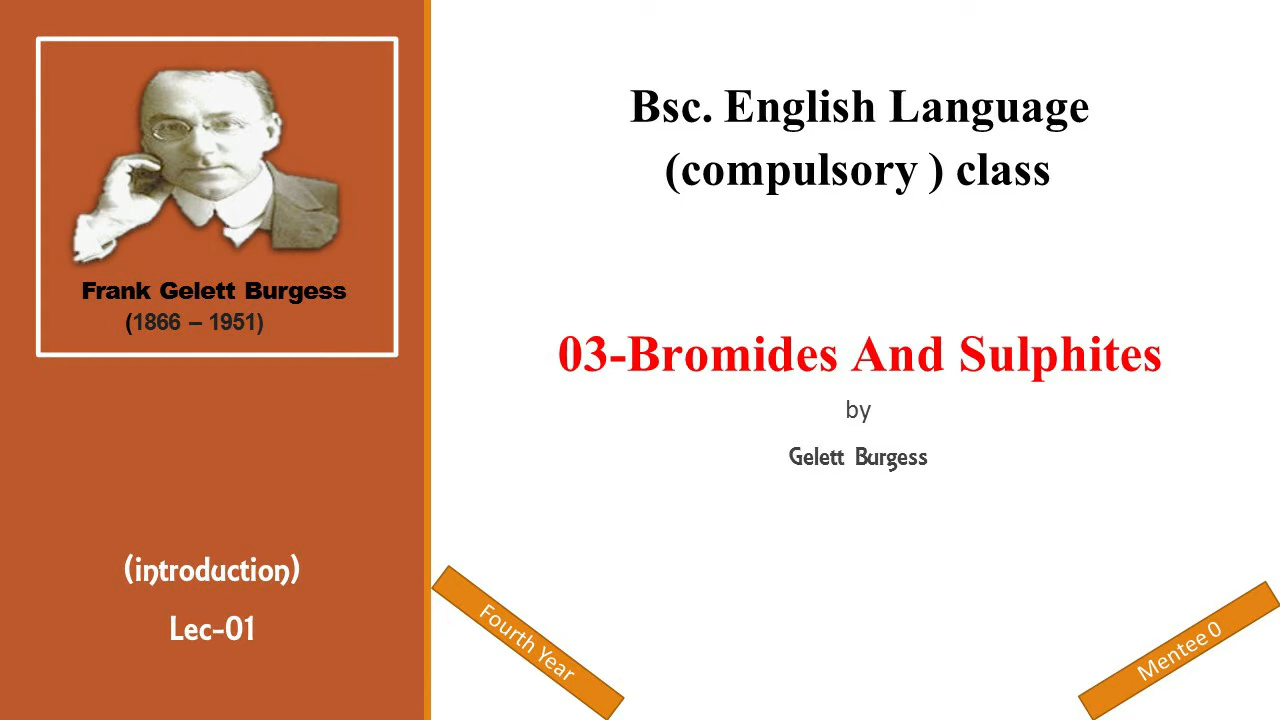 Frank Gelett Burgess
(1866 – 1951)
(introduction)
Lec-01
Bsc. English Language
(compulsory ) class
03-Bromides And Sulphites
by
Gelett Burgess
Fourth Year
Mentee 0